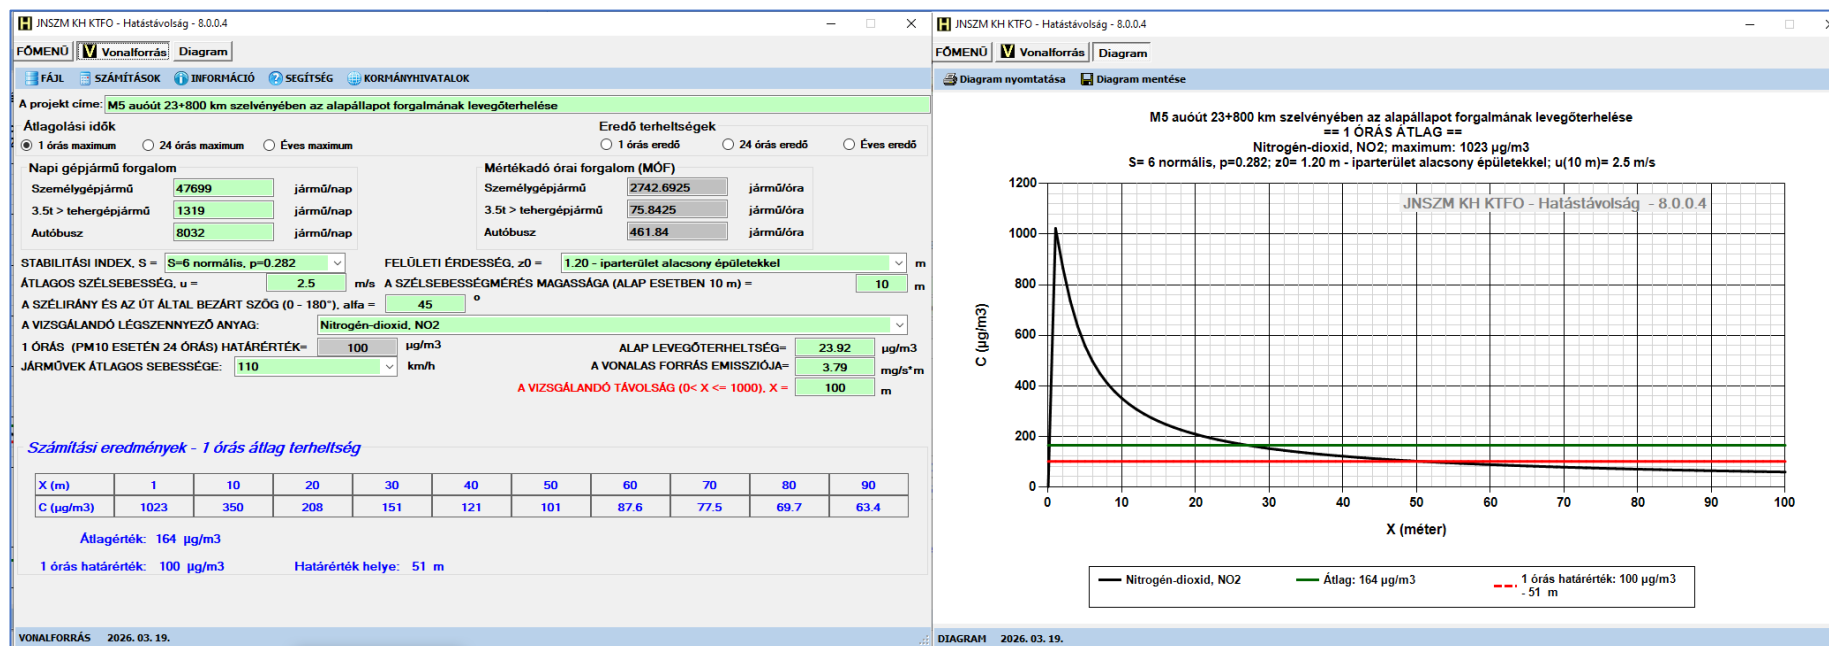 JNSZM KH KTFO - Hatástávolság - 8.0.0.4
FŐMENŰ Vonalforrás Diagram
FÁJL SZÁMÍTÁSOK INFORMÁCIÓ SEGÍTSÉG KORMÁNYHIVATALOK
A projekt címe: M5 auóút 23+800 km szelvényében az alapállapot forgalmának levegőterhelése
Átlagolási idők
1 órás maximum 24 órás maximum Éves maximum
Eredő terheltségek
1 órás eredő 24 órás eredő Éves eredő
Napi gépjármű forgalom
Személygépjármű 47699 jármű/nap
3.5t > tehergépjármű 1319 jármű/nap
Autóbusz 8032 jármű/nap
Mértékadó órai forgalom (MÓF)
Személygépjármű 2742.6925 jármű/óra
3.5t > tehergépjármű 75.8425 jármű/óra
Autóbusz 461.84 jármű/óra
STABILITÁSI INDEX, S = S=6 normális, p=0.282 FELÜLETI ÉRDESSÉG, z0 = 1.20 - iparterület alacsony épületekkel m
ÁTLAGOS SZÉLSEBESSÉG, u = 2.5 m/s A SZÉLSEBESSÉGMÉRÉS MAGASSÁGA (ALAP ESETBEN 10 m) = 10 m
A SZÉLIRÁNY ÉS AZ ÚT ÁLTAL BEZÁRT SZÖG (0 - 180°), alfa = 45 °
A VIZSGÁLANDÓ LÉGSZENNYEZŐ ANYAG: Nitrogén-dioxid, NO2
1 ÓRÁS (PM10 ESETÉN 24 ÓRÁS) HATÁRÉRTÉK= 100 µg/m3 ALAP LEVEGŐTERHELTSÉG= 23.92 µg/m3
JÁRMŰVEK ÁTLAGOS SEBESSÉGE: 110 km/h A VONALAS FORRÁS EMISSZIÓJA= 3.79 mg/s*m
A VIZSGÁLANDÓ TÁVOLSÁG (0< X <= 1000), X = 100 m
Számítási eredmények - 1 órás átlag terheltség
X (m) 1 10 20 30 40 50 60 70 80 90
C (µg/m3) 1023 350 208 151 121 101 87.6 77.5 69.7 63.4
Átlagérték: 164 µg/m3
1 órás határérték: 100 µg/m3 Határérték helye: 51 m
VONALFORRÁS 2026. 03. 19.
JNSZM KH KTFO - Hatástávolság - 8.0.0.4
FŐMENŰ Vonalforrás Diagram
Diagram nyomtatása Diagram mentése
M5 auóút 23+800 km szelvényében az alapállapot forgalmának levegőterhelése
== 1 ÓRÁS ÁTLAG ==
Nitrogén-dioxid, NO2; maximum: 1023 µg/m3
S= 6 normális, p=0.282; z0= 1.20 m - iparterület alacsony épületekkel; u(10 m)= 2.5 m/s
JNSZM KH KTFO - Hatástávolság - 8.0.0.4
C (µg/m3)
1200
1000
800
600
400
200
0
0 10 20 30 40 50 60 70 80 90 100
X (méter)
Nitrogén-dioxid, NO2 Átlag: 164 µg/m3 1 órás határérték: 100 µg/m3
- 51 m
DIAGRAM 2026. 03. 19.